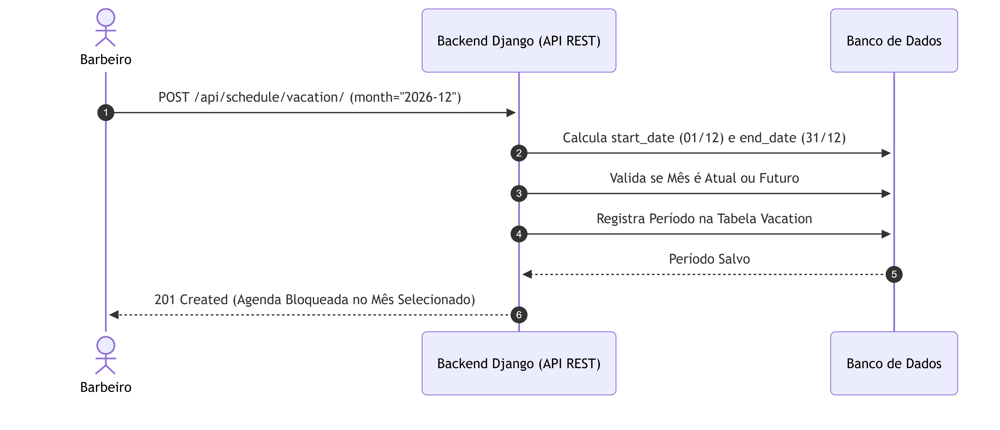 Barbeiro
Backend Django (API REST)
Banco de Dados
POST /api/schedule/vacation/ (month="2026-12")
1
Calcula start_date (01/12) e end_date (31/12)
2
Valida se Mês é Atual ou Futuro
3
Registra Período na Tabela Vacation
4
Período Salvo
5
201 Created (Agenda Bloqueada no Mês Selecionado)
6
Barbeiro
Backend Django (API REST)
Banco de Dados